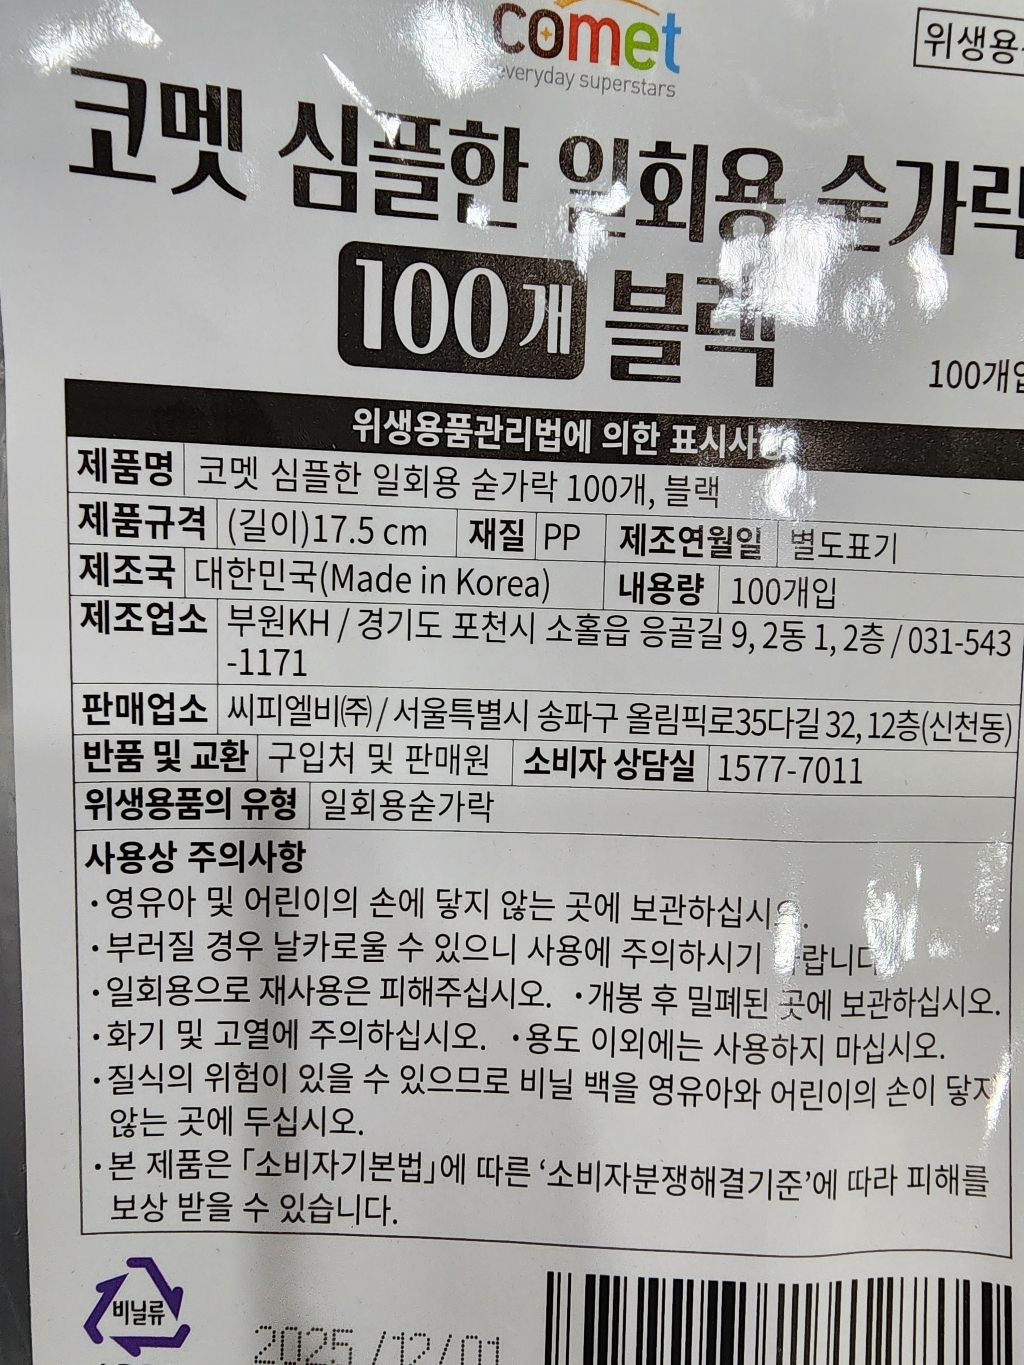 comet
everyday superstars
위생용
코멧 심플한 일회용 숟가락
100개 블랙
100개입
위생용품관리법에 의한 표시사항
제품명 코멧 심플한 일회용 숟가락 100개, 블랙
제품규격 (길이)17.5 cm 재질 PP 제조연월일 별도표기
제조국 대한민국(Made in Korea) 내용량 100개입
제조업소 부원KH / 경기도 포천시 소홀읍 응골길 9, 2동 1, 2층 / 031-543
-1171
판매업소 씨피엘비㈜ / 서울특별시 송파구 올림픽로35다길 32, 12층(신천동)
반품 및 교환 구입처 및 판매원 소비자 상담실 1577-7011
위생용품의 유형 일회용숟가락
사용상 주의사항
· 영유아 및 어린이의 손에 닿지 않는 곳에 보관하십시오.
· 부러질 경우 날카로울 수 있으니 사용에 주의하시기 바랍니다
· 일회용으로 재사용은 피해주십시오. · 개봉 후 밀폐된 곳에 보관하십시오.
· 화기 및 고열에 주의하십시오. · 용도 이외에는 사용하지 마십시오.
· 질식의 위험이 있을 수 있으므로 비닐 백을 영유아와 어린이의 손이 닿지
않는 곳에 두십시오.
· 본 제품은 「소비자기본법」에 따른 ‘소비자분쟁해결기준’에 따라 피해를
보상 받을 수 있습니다.
비닐류
2025/12/01